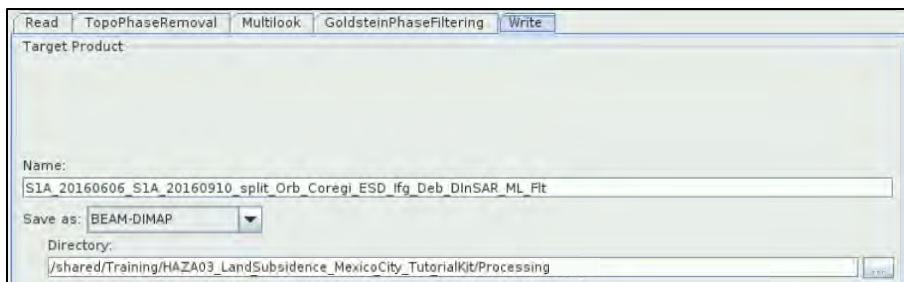 Read TopoPhaseRemoval Multilook GoldsteinPhaseFiltering Write
Target Product
Name:
S1A_20160606_S1A_20160910_split_Orb_Coregi_ESD_Ifg_Deb_DInSAR_ML_Flt
Save as: BEAM-DIMAP
Directory:
/shared/Training/HAZA03_LandSubsidence_MexicoCity_TutorialKit/Processing
...